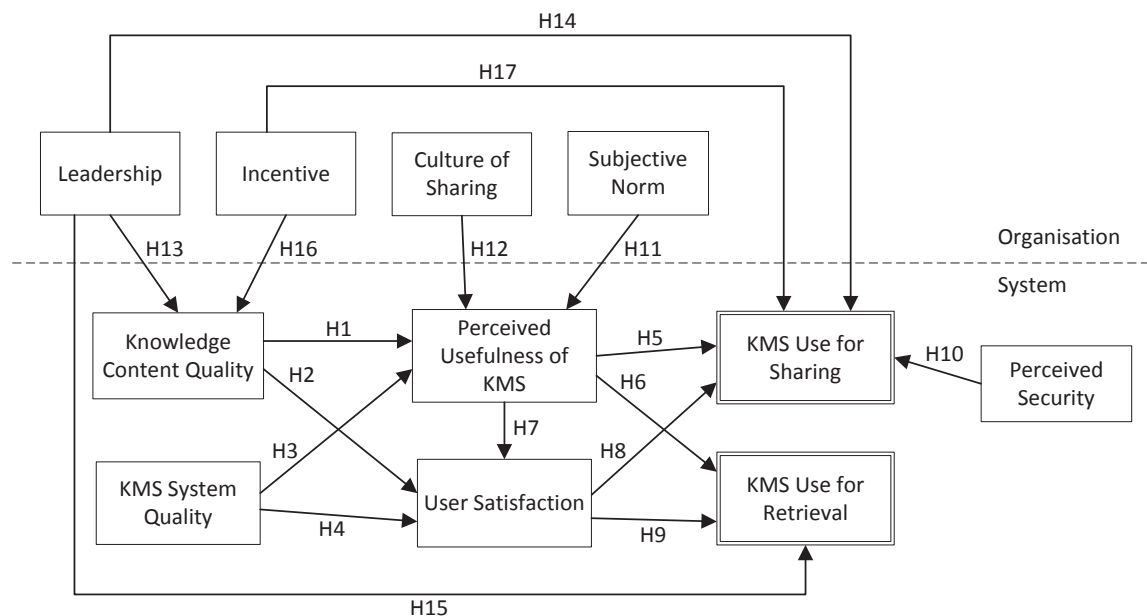 H14
H17
Leadership
Incentive
Culture of
Sharing
Subjective
Norm
H13
H16
H12
H11
Organisation
System
Knowledge
Content Quality
H1
Perceived
Usefulness of
KMS
H5
KMS Use for
Sharing
H10
Perceived
Security
H2
H6
H3
H7
H8
KMS System
Quality
H4
User Satisfaction
H9
KMS Use for
Retrieval
H15